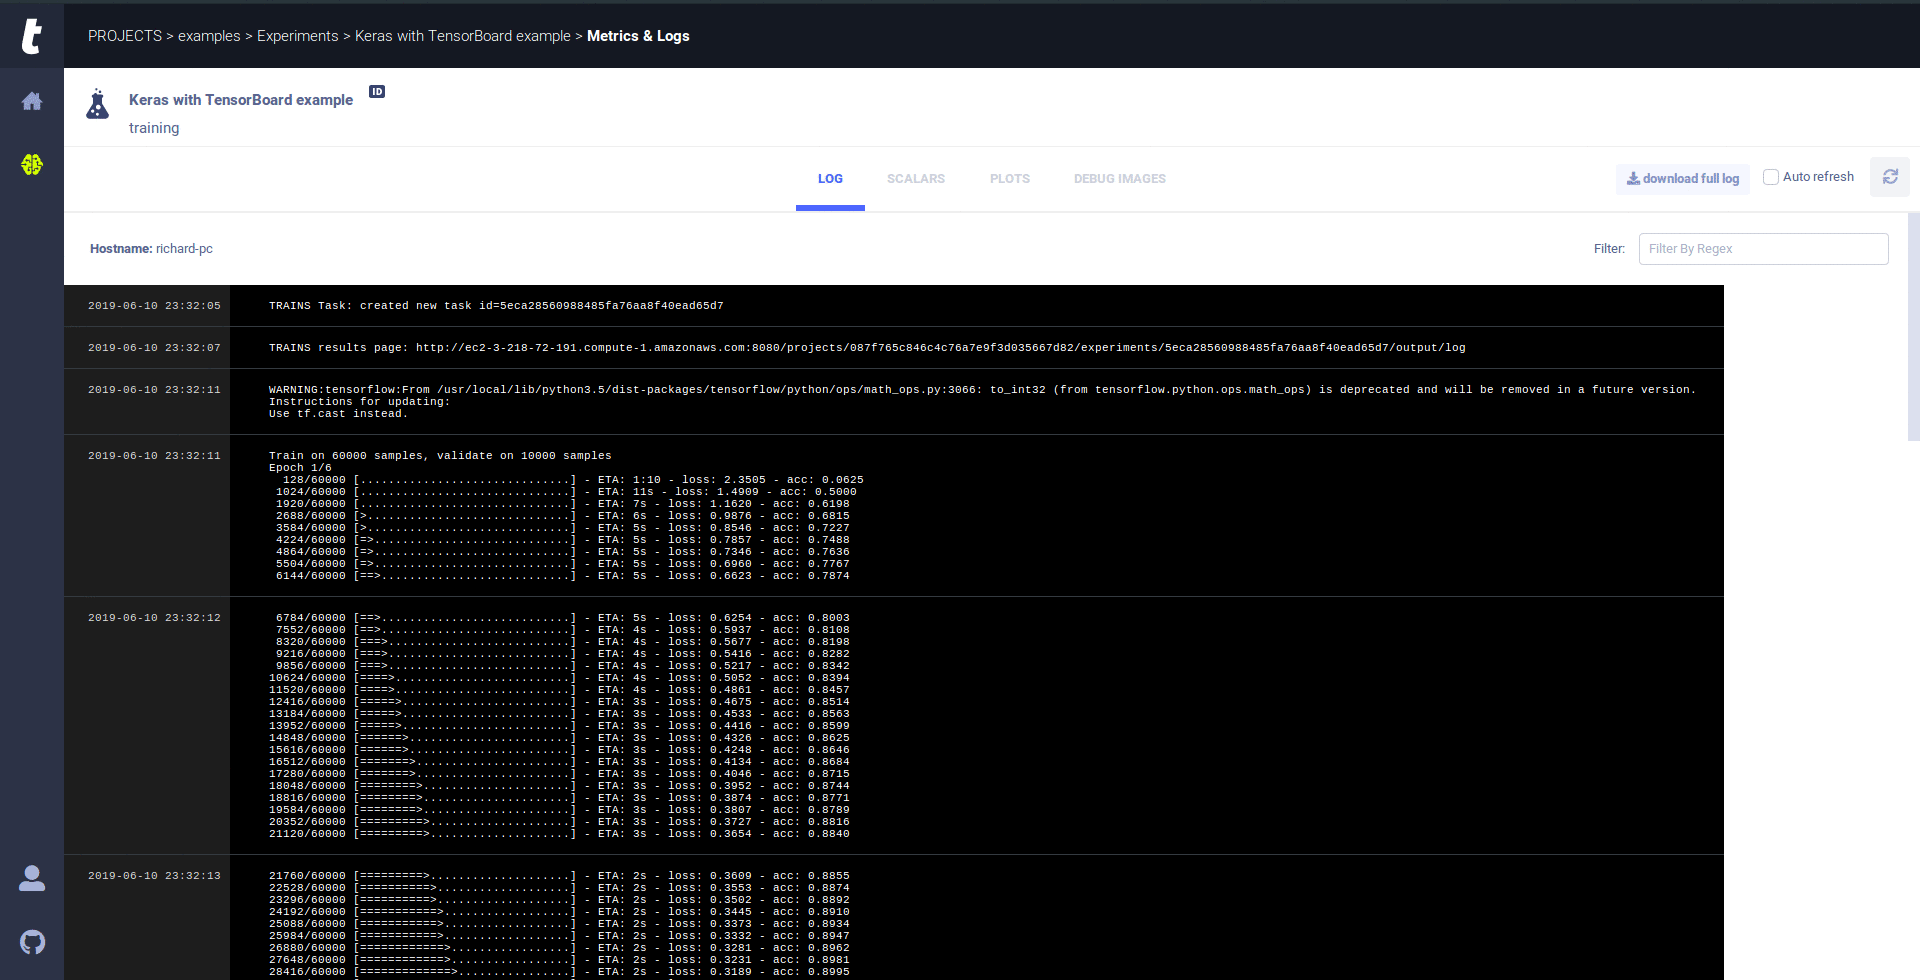 t
PROJECTS > examples > Experiments > Keras with TensorBoard example > Metrics & Logs
Keras with TensorBoard example ID
training
LOG SCALARS PLOTS DEBUG IMAGES download full log Auto refresh
Hostname: richard-pc Filter: Filter By Regex
2019-06-10 23:32:05 TRAINS Task: created new task id=5eca28560988485fa76aa8f40ead65d7
2019-06-10 23:32:07 TRAINS results page: http://ec2-3-218-72-191.compute-1.amazonaws.com:8080/projects/087f765c846c4c76a7e9f3d035667d82/experiments/5eca28560988485fa76aa8f40ead65d7/output/log
2019-06-10 23:32:11 WARNING:tensorflow:From /usr/local/lib/python3.5/dist-packages/tensorflow/python/ops/math_ops.py:3066: to_int32 (from tensorflow.python.ops.math_ops) is deprecated and will be removed in a future version.
Instructions for updating:
Use tf.cast instead.
2019-06-10 23:32:11 Train on 60000 samples, validate on 10000 samples
Epoch 1/6
128/60000 [..............................] - ETA: 1:10 - loss: 2.3505 - acc: 0.0625
1024/60000 [..............................] - ETA: 11s - loss: 1.4909 - acc: 0.5000
1920/60000 [..............................] - ETA: 7s - loss: 1.1620 - acc: 0.6198
2688/60000 [>.............................] - ETA: 6s - loss: 0.9876 - acc: 0.6815
3584/60000 [>.............................] - ETA: 5s - loss: 0.8546 - acc: 0.7227
4224/60000 [=>............................] - ETA: 5s - loss: 0.7857 - acc: 0.7488
4864/60000 [=>............................] - ETA: 5s - loss: 0.7346 - acc: 0.7636
5504/60000 [=>............................] - ETA: 5s - loss: 0.6960 - acc: 0.7767
6144/60000 [==>...........................] - ETA: 5s - loss: 0.6623 - acc: 0.7874
2019-06-10 23:32:12 6784/60000 [==>...........................] - ETA: 5s - loss: 0.6254 - acc: 0.8003
7552/60000 [==>...........................] - ETA: 4s - loss: 0.5937 - acc: 0.8108
8320/60000 [===>..........................] - ETA: 4s - loss: 0.5677 - acc: 0.8198
9216/60000 [===>..........................] - ETA: 4s - loss: 0.5416 - acc: 0.8282
9856/60000 [===>..........................] - ETA: 4s - loss: 0.5217 - acc: 0.8342
10624/60000 [====>.........................] - ETA: 4s - loss: 0.5052 - acc: 0.8394
11520/60000 [====>.........................] - ETA: 4s - loss: 0.4861 - acc: 0.8457
12416/60000 [=====>........................] - ETA: 3s - loss: 0.4675 - acc: 0.8514
13184/60000 [=====>........................] - ETA: 3s - loss: 0.4533 - acc: 0.8563
13952/60000 [=====>........................] - ETA: 3s - loss: 0.4416 - acc: 0.8599
14848/60000 [======>.......................] - ETA: 3s - loss: 0.4326 - acc: 0.8625
15616/60000 [======>.......................] - ETA: 3s - loss: 0.4248 - acc: 0.8646
16512/60000 [=======>......................] - ETA: 3s - loss: 0.4134 - acc: 0.8684
17280/60000 [=======>......................] - ETA: 3s - loss: 0.4046 - acc: 0.8715
18048/60000 [========>.....................] - ETA: 3s - loss: 0.3952 - acc: 0.8744
18816/60000 [========>.....................] - ETA: 3s - loss: 0.3874 - acc: 0.8771
19584/60000 [========>.....................] - ETA: 3s - loss: 0.3807 - acc: 0.8789
20352/60000 [=========>....................] - ETA: 3s - loss: 0.3727 - acc: 0.8816
21120/60000 [=========>....................] - ETA: 3s - loss: 0.3654 - acc: 0.8840
2019-06-10 23:32:13 21760/60000 [=========>....................] - ETA: 2s - loss: 0.3609 - acc: 0.8855
22528/60000 [==========>...................] - ETA: 2s - loss: 0.3553 - acc: 0.8874
23296/60000 [==========>...................] - ETA: 2s - loss: 0.3502 - acc: 0.8892
24192/60000 [===========>..................] - ETA: 2s - loss: 0.3445 - acc: 0.8910
25088/60000 [===========>..................] - ETA: 2s - loss: 0.3373 - acc: 0.8934
25984/60000 [===========>..................] - ETA: 2s - loss: 0.3332 - acc: 0.8947
26880/60000 [============>.................] - ETA: 2s - loss: 0.3281 - acc: 0.8962
27648/60000 [============>.................] - ETA: 2s - loss: 0.3231 - acc: 0.8981
28416/60000 [=============>................] - ETA: 2s - loss: 0.3189 - acc: 0.8995